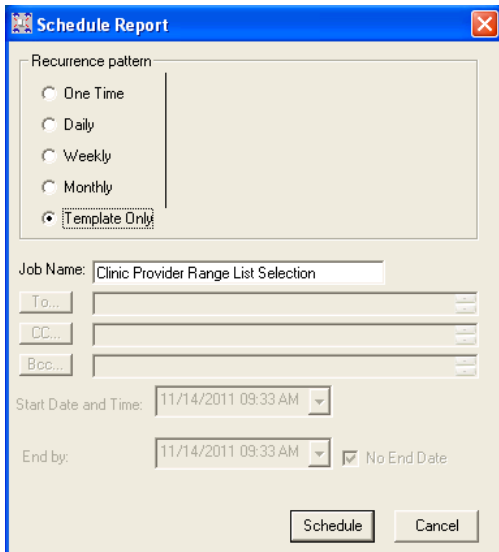 Schedule Report
Recurrence pattern
One Time
Daily
Weekly
Monthly
Template Only
Job Name: Clinic Provider Range List Selection
To...
CC...
Bcc...
Start Date and Time: 11/14/2011 09:33 AM
End by: 11/14/2011 09:33 AM No End Date
Schedule Cancel